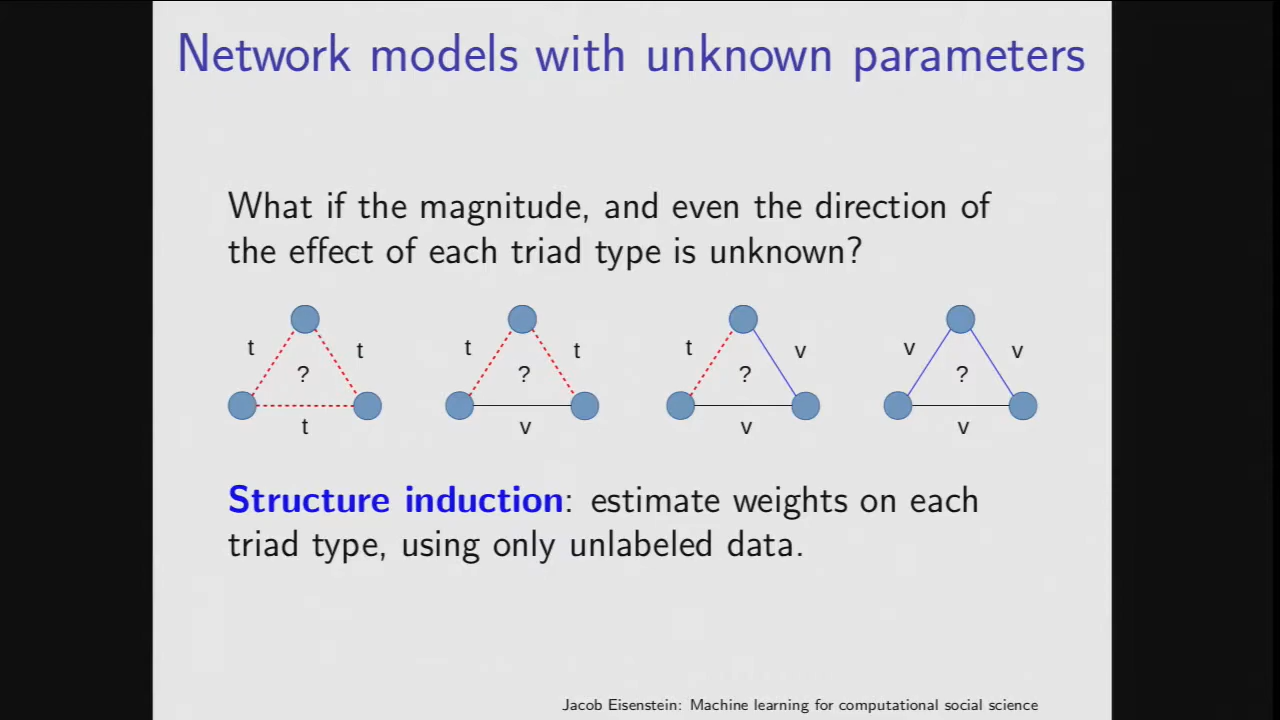 Network models with unknown parameters
What if the magnitude, and even the direction of
the effect of each triad type is unknown?
t t t t t v v v
? ? ? ?
t v v v
Structure induction: estimate weights on each
triad type, using only unlabeled data.
Jacob Eisenstein: Machine learning for computational social science